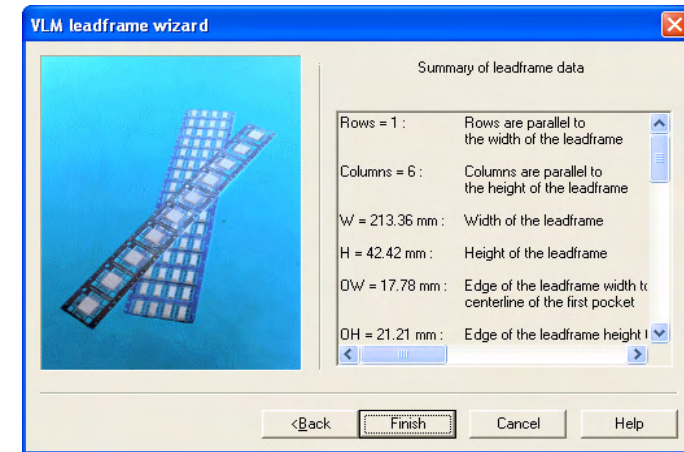 VLM leadframe wizard
Summary of leadframe data
Rows = 1 : Rows are parallel to
the width of the leadframe
Columns = 6 : Columns are parallel to
the height of the leadframe
W = 213.36 mm : Width of the leadframe
H = 42.42 mm : Height of the leadframe
OW = 17.78 mm : Edge of the leadframe width to
centerline of the first pocket
OH = 21.21 mm : Edge of the leadframe height
<Back Finish Cancel Help